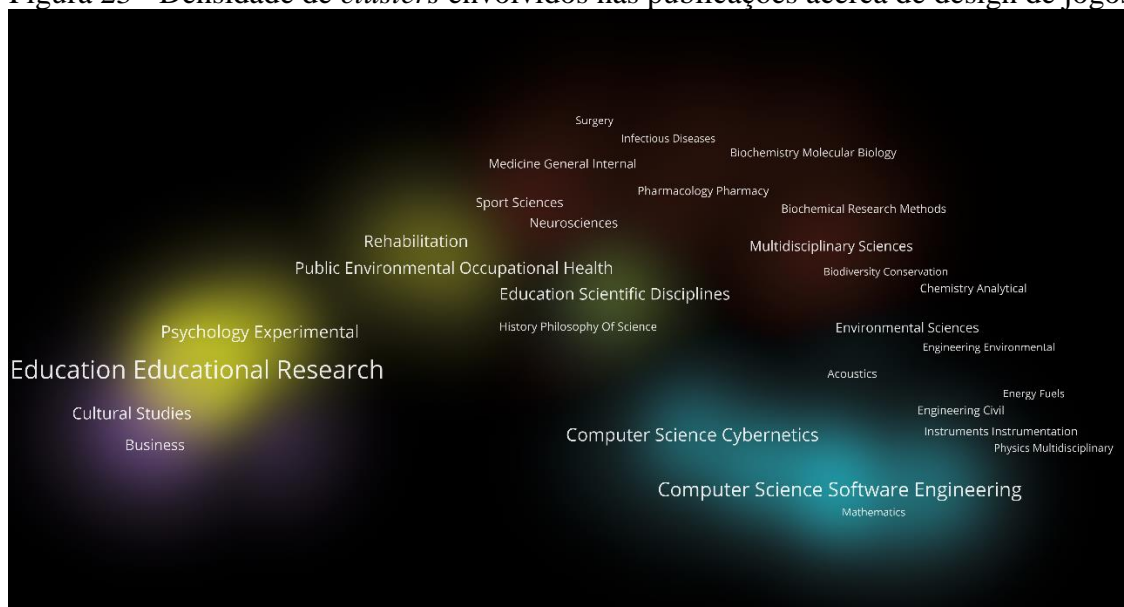 Figura 23 - Densidade de clusters envolvidos nas publicações acerca de design de jogos
Surgery
Infectious Diseases
Biochemistry Molecular Biology
Medicine General Internal
Pharmacology Pharmacy
Sport Sciences
Biochemical Research Methods
Neurosciences
Rehabilitation
Multidisciplinary Sciences
Public Environmental Occupational Health
Biodiversity Conservation
Chemistry Analytical
Education Scientific Disciplines
History Philosophy Of Science
Environmental Sciences
Psychology Experimental
Engineering Environmental
Education Educational Research
Acoustics
Energy Fuels
Cultural Studies
Engineering Civil
Instruments Instrumentation
Computer Science Cybernetics
Business
Physics Multidisciplinary
Computer Science Software Engineering
Mathematics